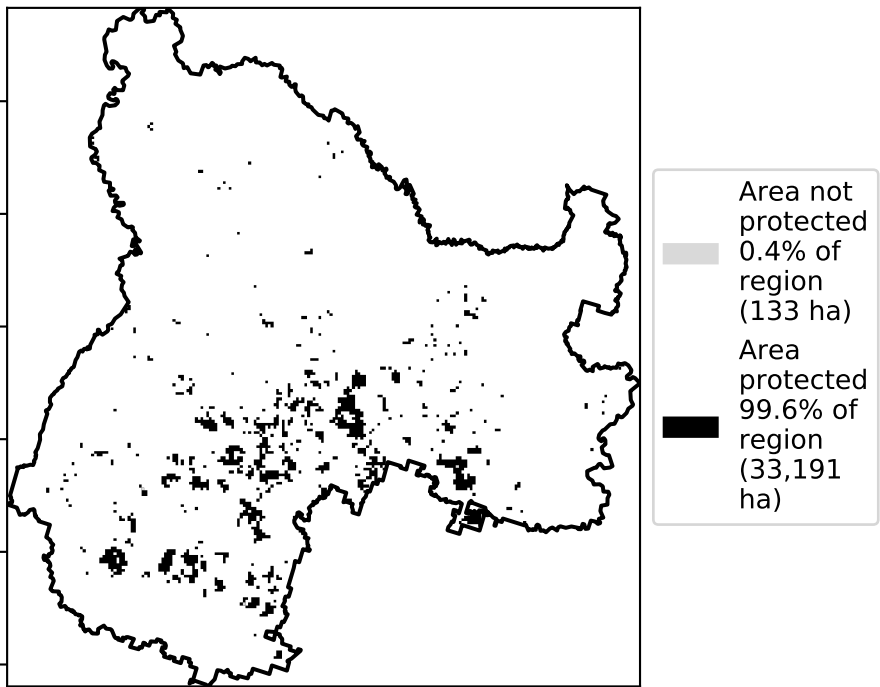 Area not
protected
0.4% of
region
(133 ha)
Area
protected
99.6% of
region
(33,191
ha)